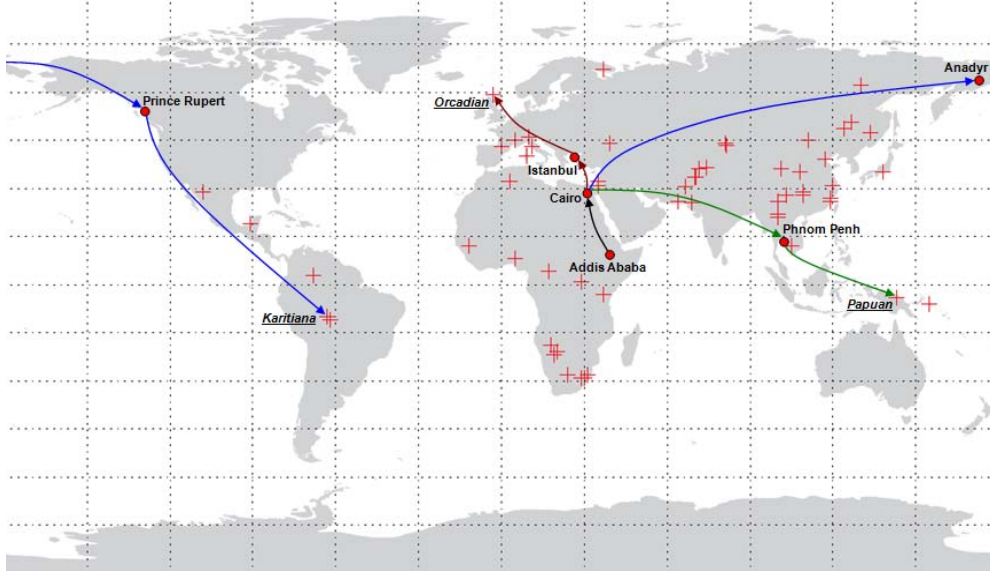 Anadyr
Prince Rupert
Orcadian
Istanbul
Cairo
Phnom Penh
Addis Ababa
Papuan
Karitiana